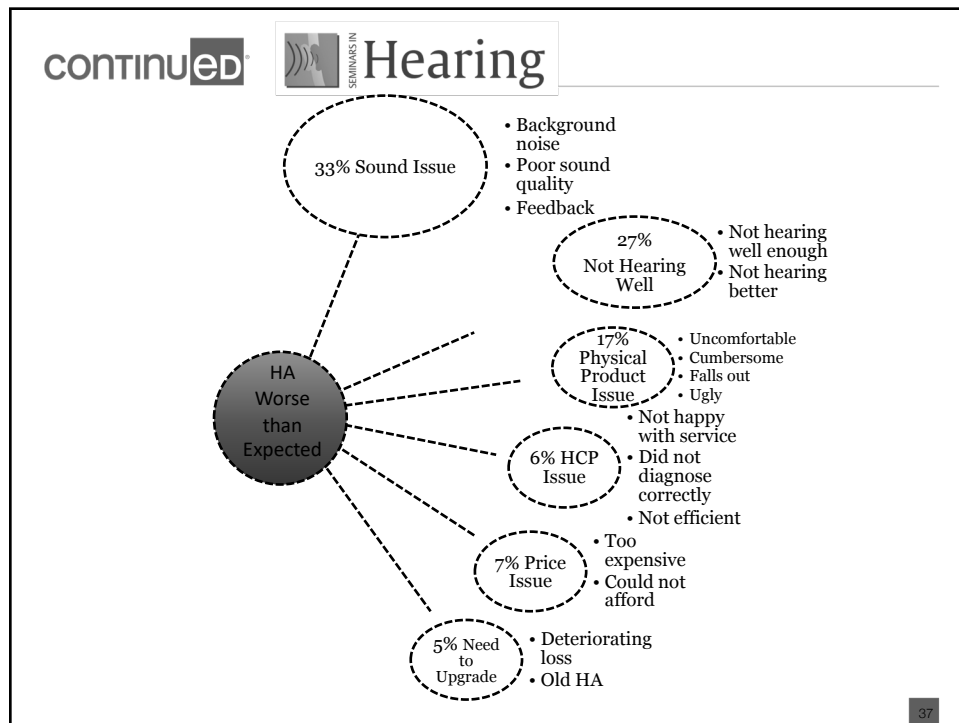 CONTINUED
SEMINARS IN
Hearing
33% Sound Issue
• Background
noise
• Poor sound
quality
• Feedback
27%
Not Hearing
Well
• Not hearing
well enough
• Not hearing
better
17%
Physical
Product
Issue
• Uncomfortable
• Cumbersome
• Falls out
• Ugly
HA
Worse
than
Expected
6% HCP
Issue
• Not happy
with service
• Did not
diagnose
correctly
• Not efficient
7% Price
Issue
• Too
expensive
• Could not
afford
5% Need
to
Upgrade
• Deteriorating
loss
• Old HA
37